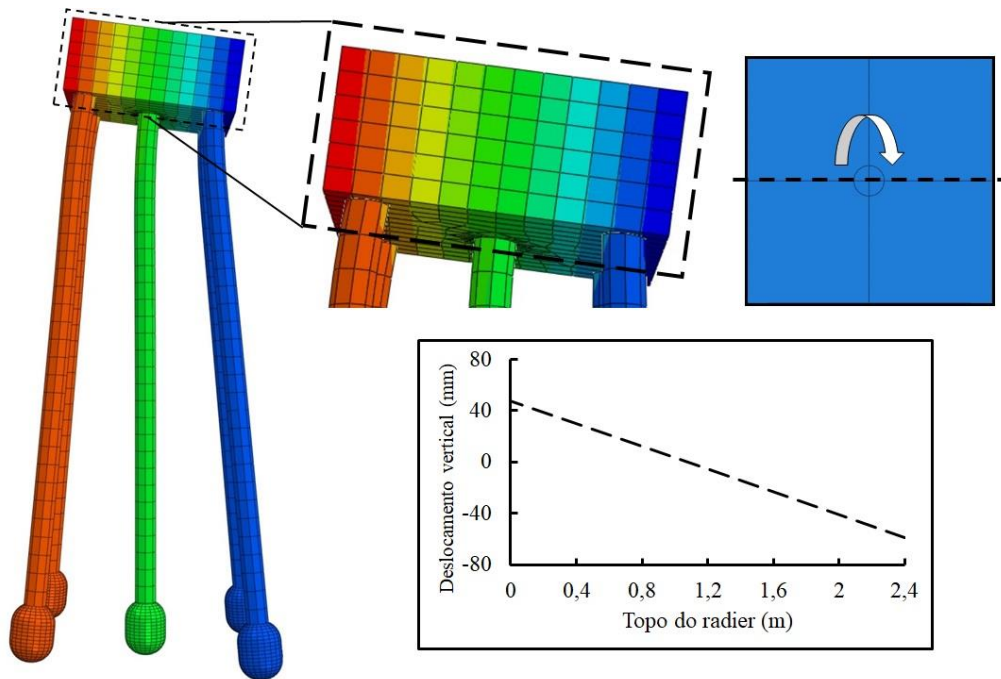 Deslocamento vertical (mm)
80
40
0
-40
-80
0 0,4 0,8 1,2 1,6 2 2,4
Topo do radier (m)